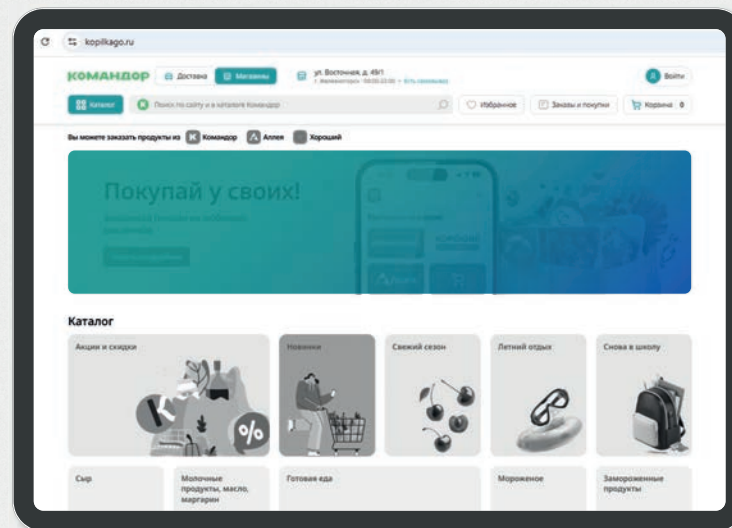 kopilkago.ru
КОМАНДОР Доставка Магазины ул. Восточная, д. 49/1 Войти
Каталог Поиск по сайту и в каталоге Командор Избранное Заказы и покупки Корзина 0
Вы можете заказать продукты из К Командор Аллея Хороший
Покупай у своих!
Каталог
Акции и скидки
Новинки
Свежий сезон
Летний отдых
Снова в школу
%
Сыр
Молочные
продукты, масло,
маргарин
Готовая еда
Мороженое
Замороженные
продукты